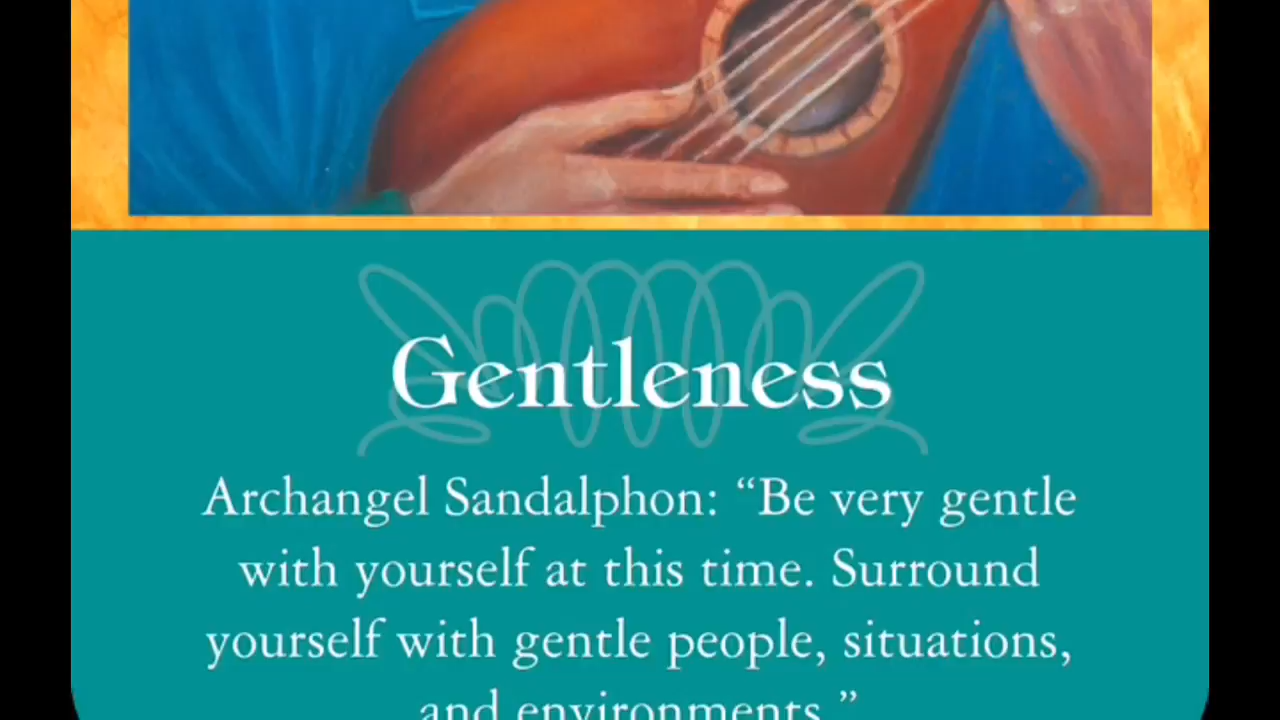 Gentleness
Archangel Sandalphon: “Be very gentle
with yourself at this time. Surround
yourself with gentle people, situations,
and environments.”